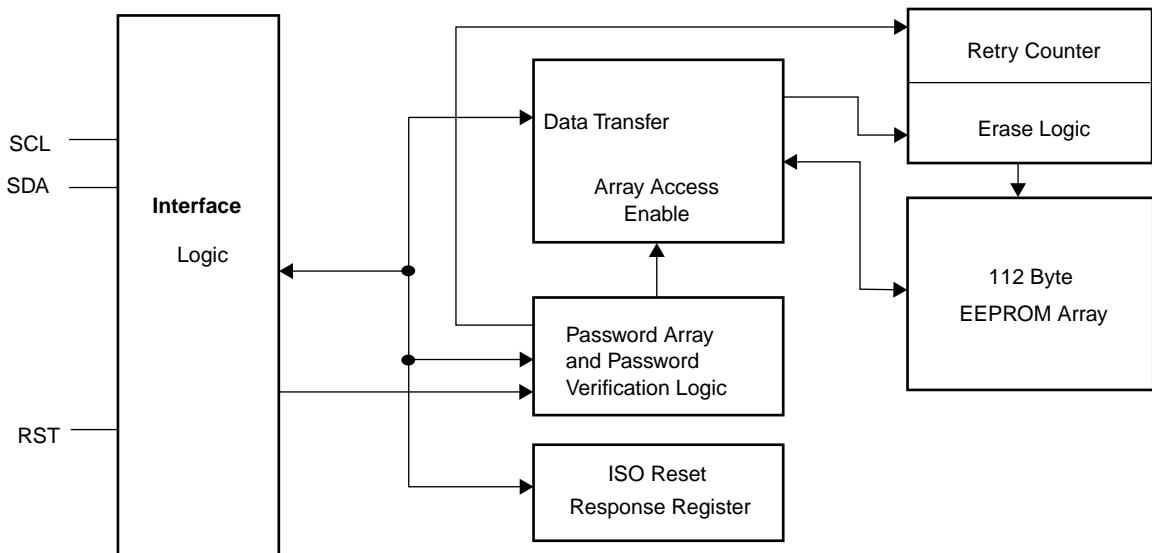 SCL
SDA
RST
Interface
Logic
Data Transfer
Array Access
Enable
Password Array
and Password
Verification Logic
ISO Reset
Response Register
Retry Counter
Erase Logic
112 Byte
EEPROM Array